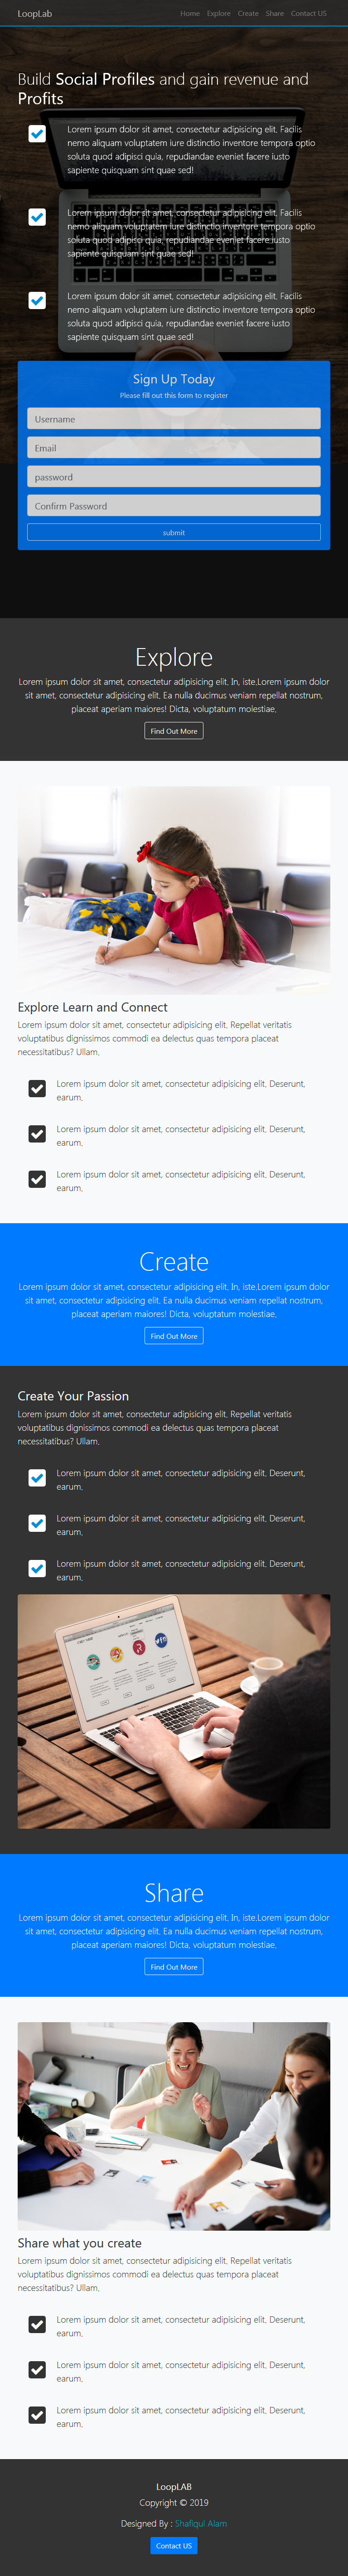 LoopLab
Home Explore Create Share Contact US
Build Social Profiles and gain revenue and
Profits
Lorem ipsum dolor sit amet, consectetur adipisicing elit. Facilis
nemo aliquam voluptatem iure distinctio inventore tempora optio
soluta quod adipisci quia, repudiandae eveniet facere iusto
sapiente quisquam sint quae sed!
Lorem ipsum dolor sit amet, consectetur adipisicing elit. Facilis
nemo aliquam voluptatem iure distinctio inventore tempora optio
soluta quod adipisci quia, repudiandae eveniet facere iusto
sapiente quisquam sint quae sed!
Lorem ipsum dolor sit amet, consectetur adipisicing elit. Facilis
nemo aliquam voluptatem iure distinctio inventore tempora optio
soluta quod adipisci quia, repudiandae eveniet facere iusto
sapiente quisquam sint quae sed!
Sign Up Today
Please fill out this form to register
Username
Email
password
Confirm Password
submit
Explore
Lorem ipsum dolor sit amet, consectetur adipisicing elit. In, iste.Lorem ipsum dolor
sit amet, consectetur adipisicing elit. Ea nulla ducimus veniam repellat nostrum,
placeat aperiam maiores! Dicta, voluptatum molestiae.
Find Out More
Explore Learn and Connect
Lorem ipsum dolor sit amet, consectetur adipisicing elit. Repellat veritatis
voluptatibus dignissimos commodi ea delectus quas tempora placeat
necessitatibus? Ullam.
Lorem ipsum dolor sit amet, consectetur adipisicing elit. Deserunt,
earum.
Lorem ipsum dolor sit amet, consectetur adipisicing elit. Deserunt,
earum.
Lorem ipsum dolor sit amet, consectetur adipisicing elit. Deserunt,
earum.
Create
Lorem ipsum dolor sit amet, consectetur adipisicing elit. In, iste.Lorem ipsum dolor
sit amet, consectetur adipisicing elit. Ea nulla ducimus veniam repellat nostrum,
placeat aperiam maiores! Dicta, voluptatum molestiae.
Find Out More
Create Your Passion
Lorem ipsum dolor sit amet, consectetur adipisicing elit. Repellat veritatis
voluptatibus dignissimos commodi ea delectus quas tempora placeat
necessitatibus? Ullam.
Lorem ipsum dolor sit amet, consectetur adipisicing elit. Deserunt,
earum.
Lorem ipsum dolor sit amet, consectetur adipisicing elit. Deserunt,
earum.
Lorem ipsum dolor sit amet, consectetur adipisicing elit. Deserunt,
earum.
Share
Lorem ipsum dolor sit amet, consectetur adipisicing elit. In, iste.Lorem ipsum dolor
sit amet, consectetur adipisicing elit. Ea nulla ducimus veniam repellat nostrum,
placeat aperiam maiores! Dicta, voluptatum molestiae.
Find Out More
Share what you create
Lorem ipsum dolor sit amet, consectetur adipisicing elit. Repellat veritatis
voluptatibus dignissimos commodi ea delectus quas tempora placeat
necessitatibus? Ullam.
Lorem ipsum dolor sit amet, consectetur adipisicing elit. Deserunt,
earum.
Lorem ipsum dolor sit amet, consectetur adipisicing elit. Deserunt,
earum.
Lorem ipsum dolor sit amet, consectetur adipisicing elit. Deserunt,
earum.
LoopLAB
Copyright © 2019
Designed By : Shafiqul Alam
Contact US